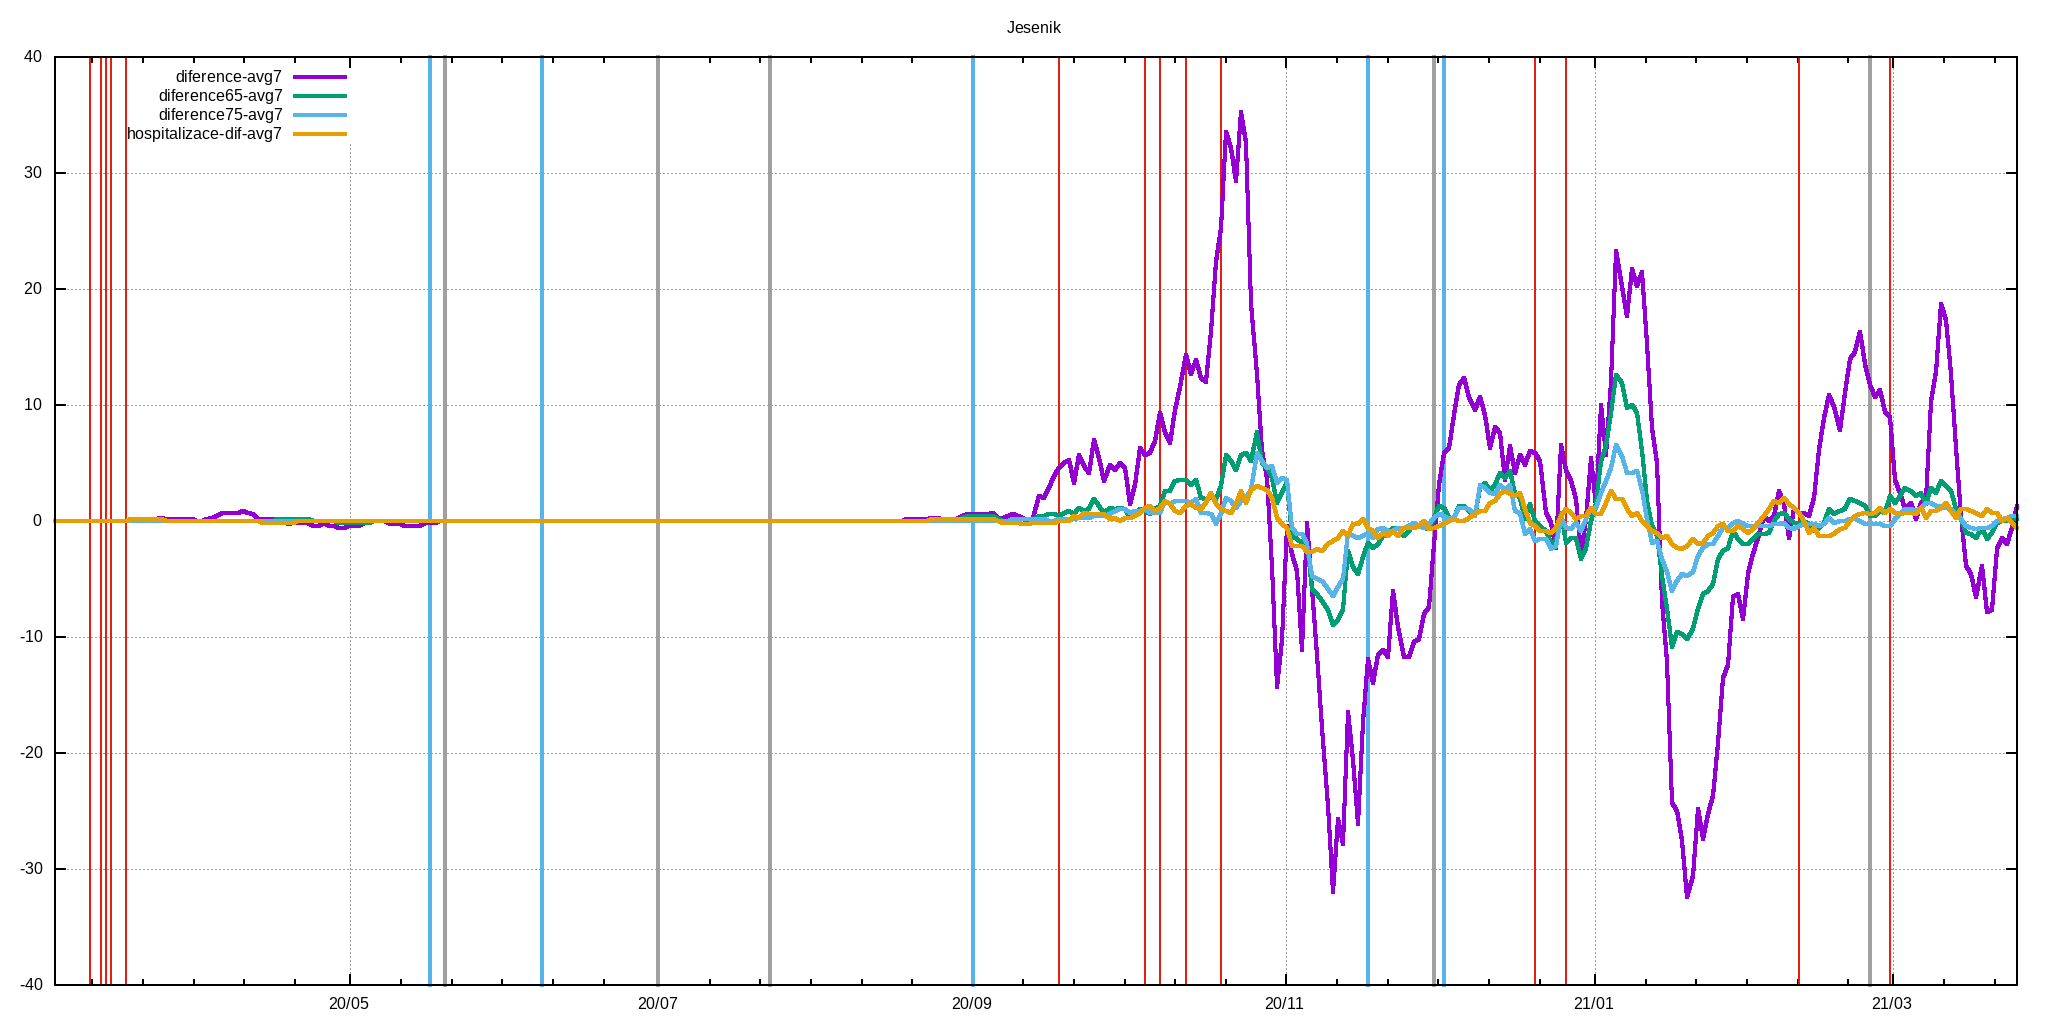 Jesenik
diference-avg7
diference65-avg7
diference75-avg7
hospitalizace-dif-avg7
40
30
20
10
0
-10
-20
-30
-40
20/05 20/07 20/09 20/11 21/01 21/03